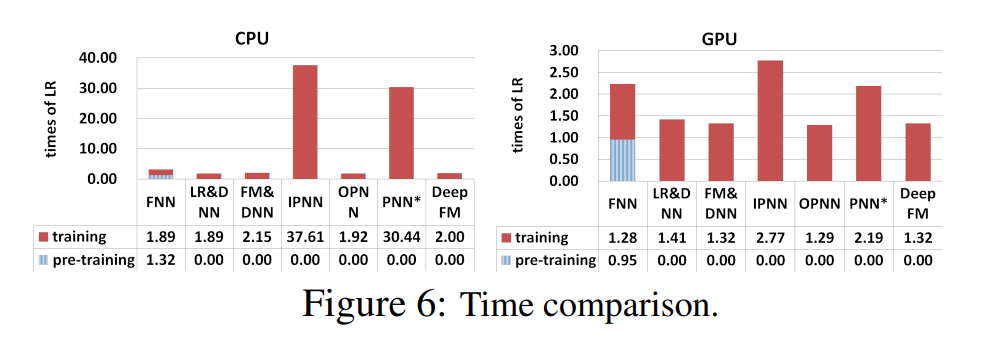 CPU
40.00
30.00
20.00
10.00
0.00
times of LR
FNN LR&D NN FM& DNN IPNN OPN N PNN* Deep FM
training 1.89 1.89 2.15 37.61 1.92 30.44 2.00
pre-training 1.32 0.00 0.00 0.00 0.00 0.00 0.00
GPU
3.00
2.50
2.00
1.50
1.00
0.50
0.00
times of LR
FNN LR&D NN FM& DNN IPNN OPNN PNN* Deep FM
training 1.28 1.41 1.32 2.77 1.29 2.19 1.32
pre-training 0.95 0.00 0.00 0.00 0.00 0.00 0.00
Figure 6: Time comparison.